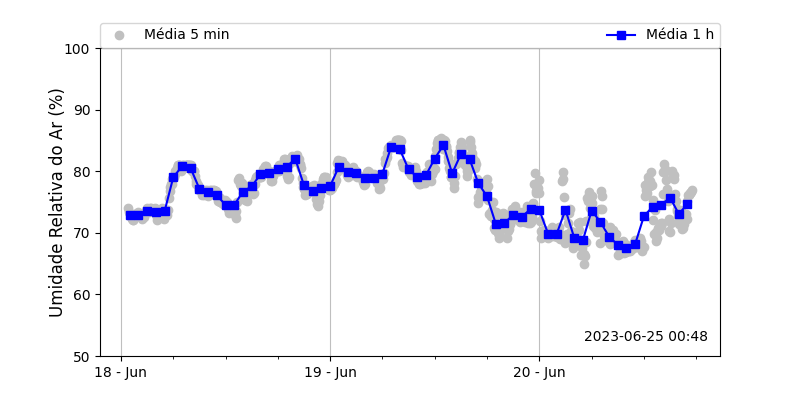 Média 5 min
Média 1 h
100
90
80
70
60
50
Umidade Relativa do Ar (%)
2023-06-25 00:48
18 - Jun
19 - Jun
20 - Jun